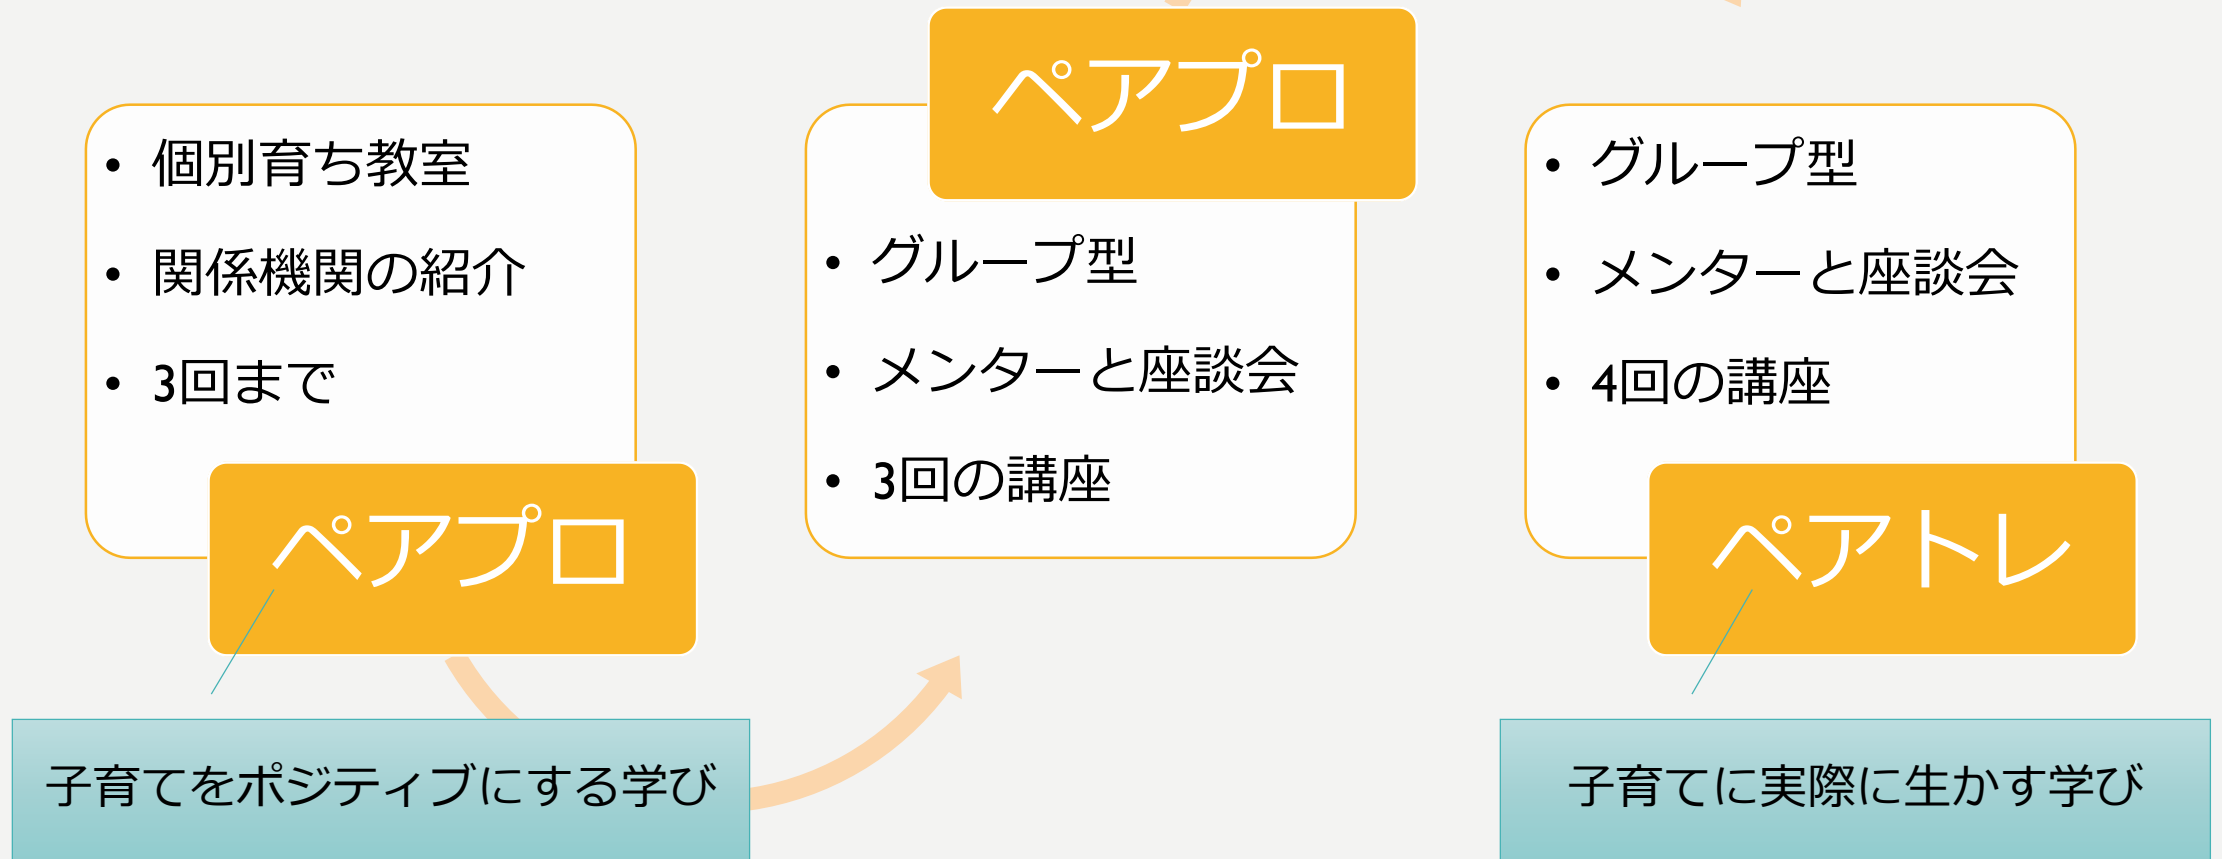 • 個別育ち教室
• 関係機関の紹介
• 3回まで
ペアプロ
子育てをポジティブにする学び
ペアプロ
• グループ型
• メンターと座談会
• 3回の講座
• グループ型
• メンターと座談会
• 4回の講座
ペアトレ
子育てに実際に生かす学び